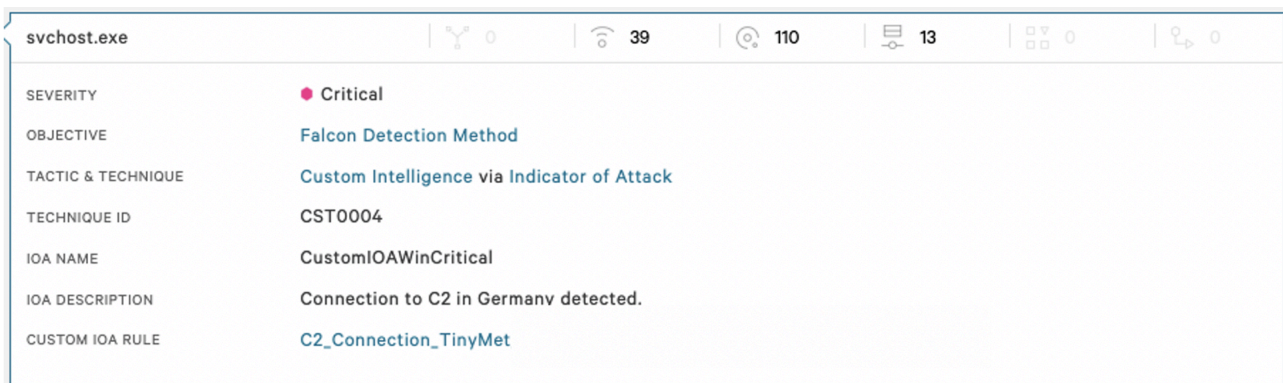 svchost.exe 0 39 110 13 0 0
SEVERITY Critical
OBJECTIVE Falcon Detection Method
TACTIC & TECHNIQUE Custom Intelligence via Indicator of Attack
TECHNIQUE ID CST0004
IOA NAME CustomIOAWinCritical
IOA DESCRIPTION Connection to C2 in Germany detected.
CUSTOM IOA RULE C2_Connection_TinyMet